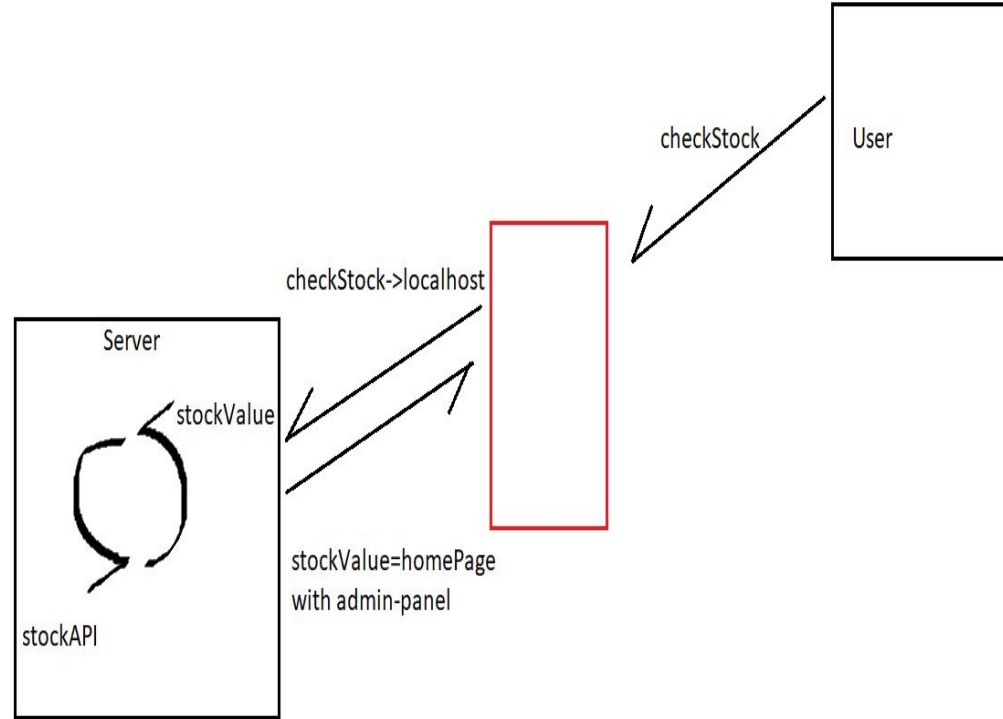 checkStock
User
checkStock->localhost
Server
stockValue
stockValue=homePage
with admin-panel
stockAPI